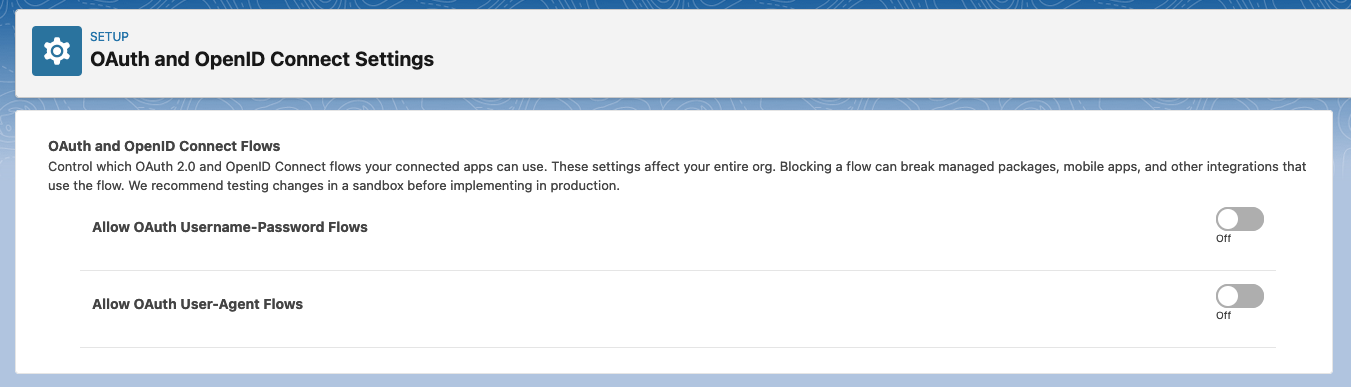 SETUP
OAuth and OpenID Connect Settings
OAuth and OpenID Connect Flows
Control which OAuth 2.0 and OpenID Connect flows your connected apps can use. These settings affect your entire org. Blocking a flow can break managed packages, mobile apps, and other integrations that
use the flow. We recommend testing changes in a sandbox before implementing in production.
Allow OAuth Username-Password Flows
Off
Allow OAuth User-Agent Flows
Off